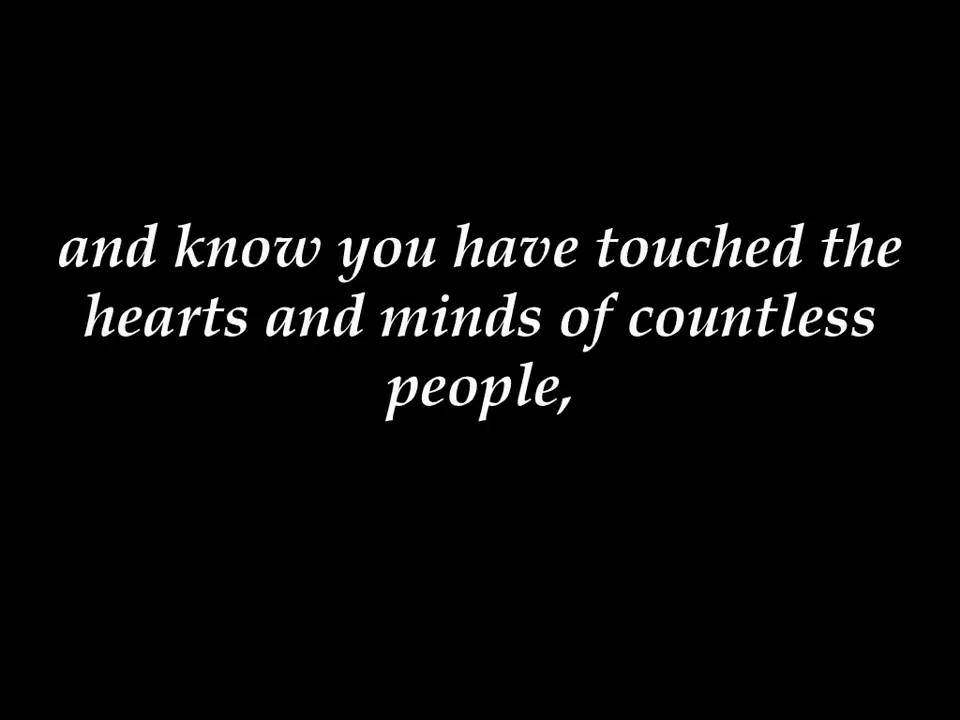 and know you have touched the
hearts and minds of countless
people,